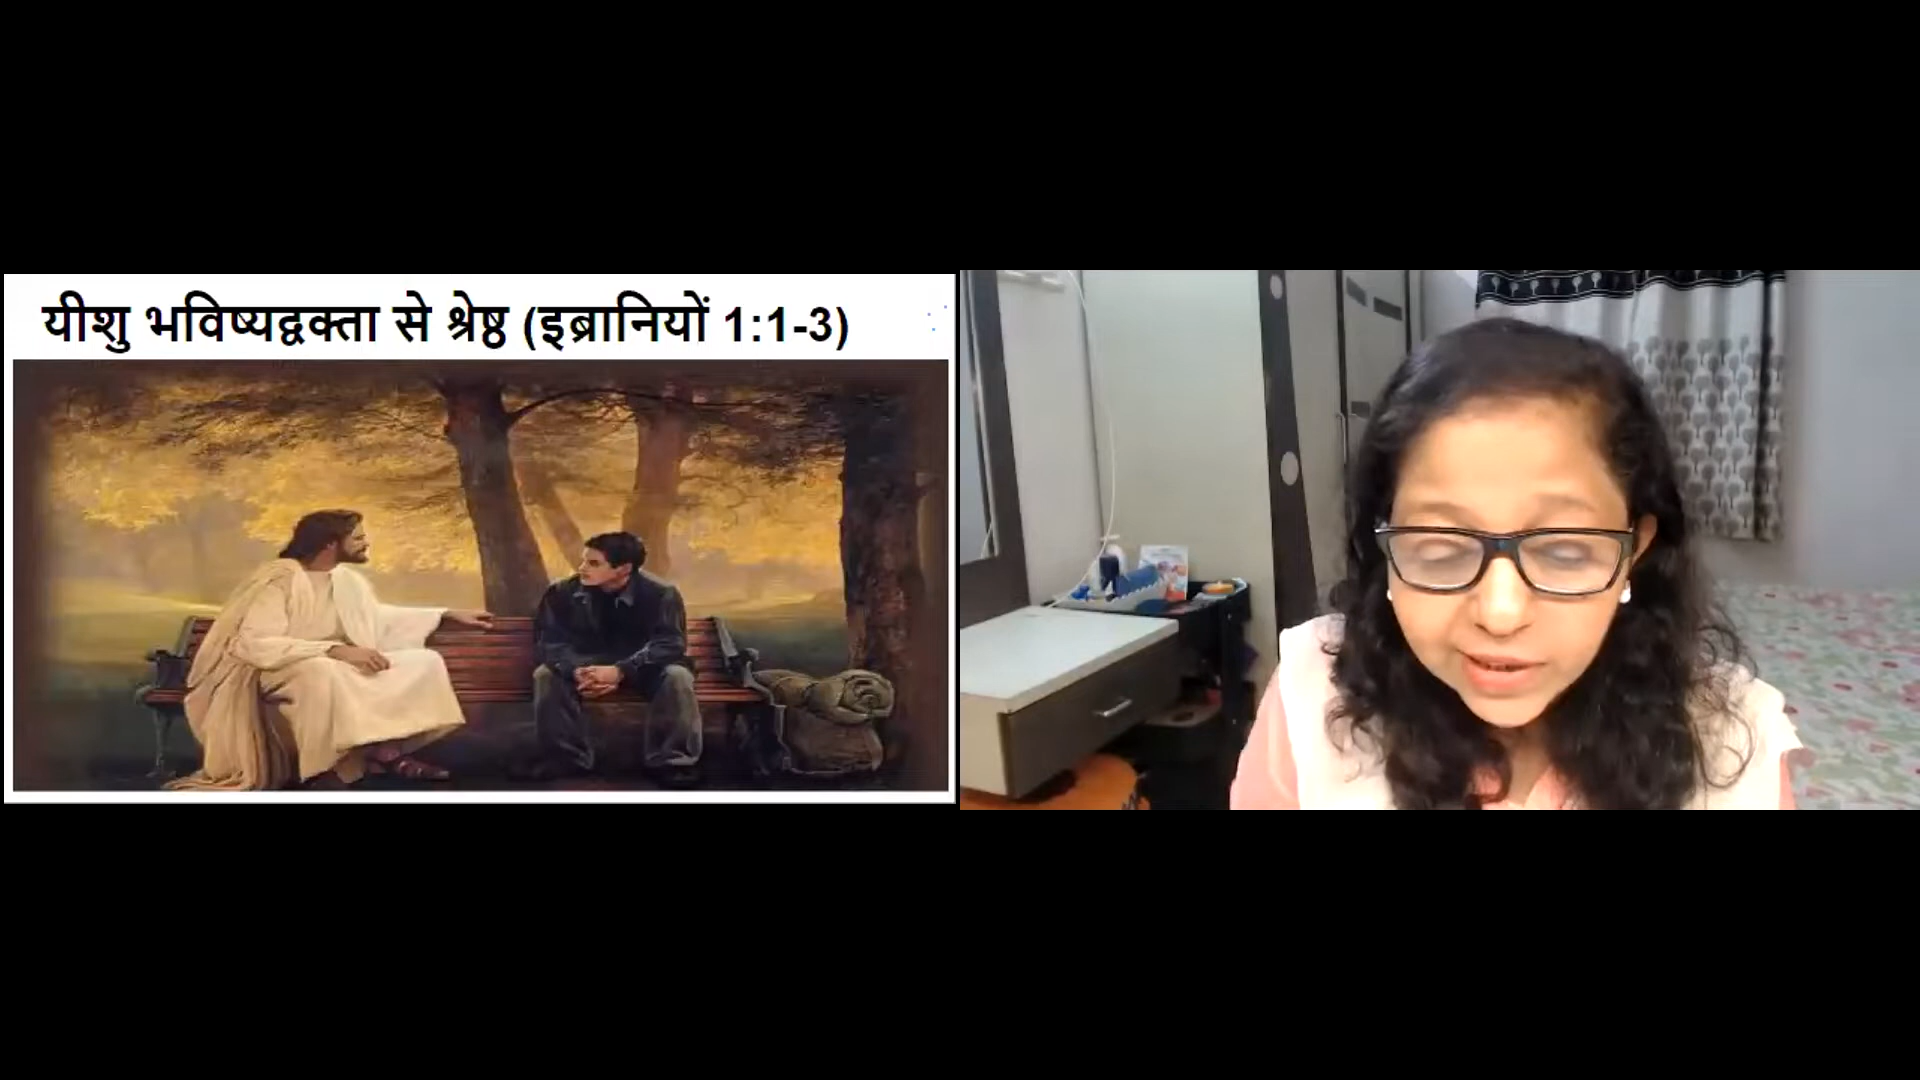 यीशु भविष्यद्वक्ता से श्रेष्ठ (इब्रानियों 1:1-3)